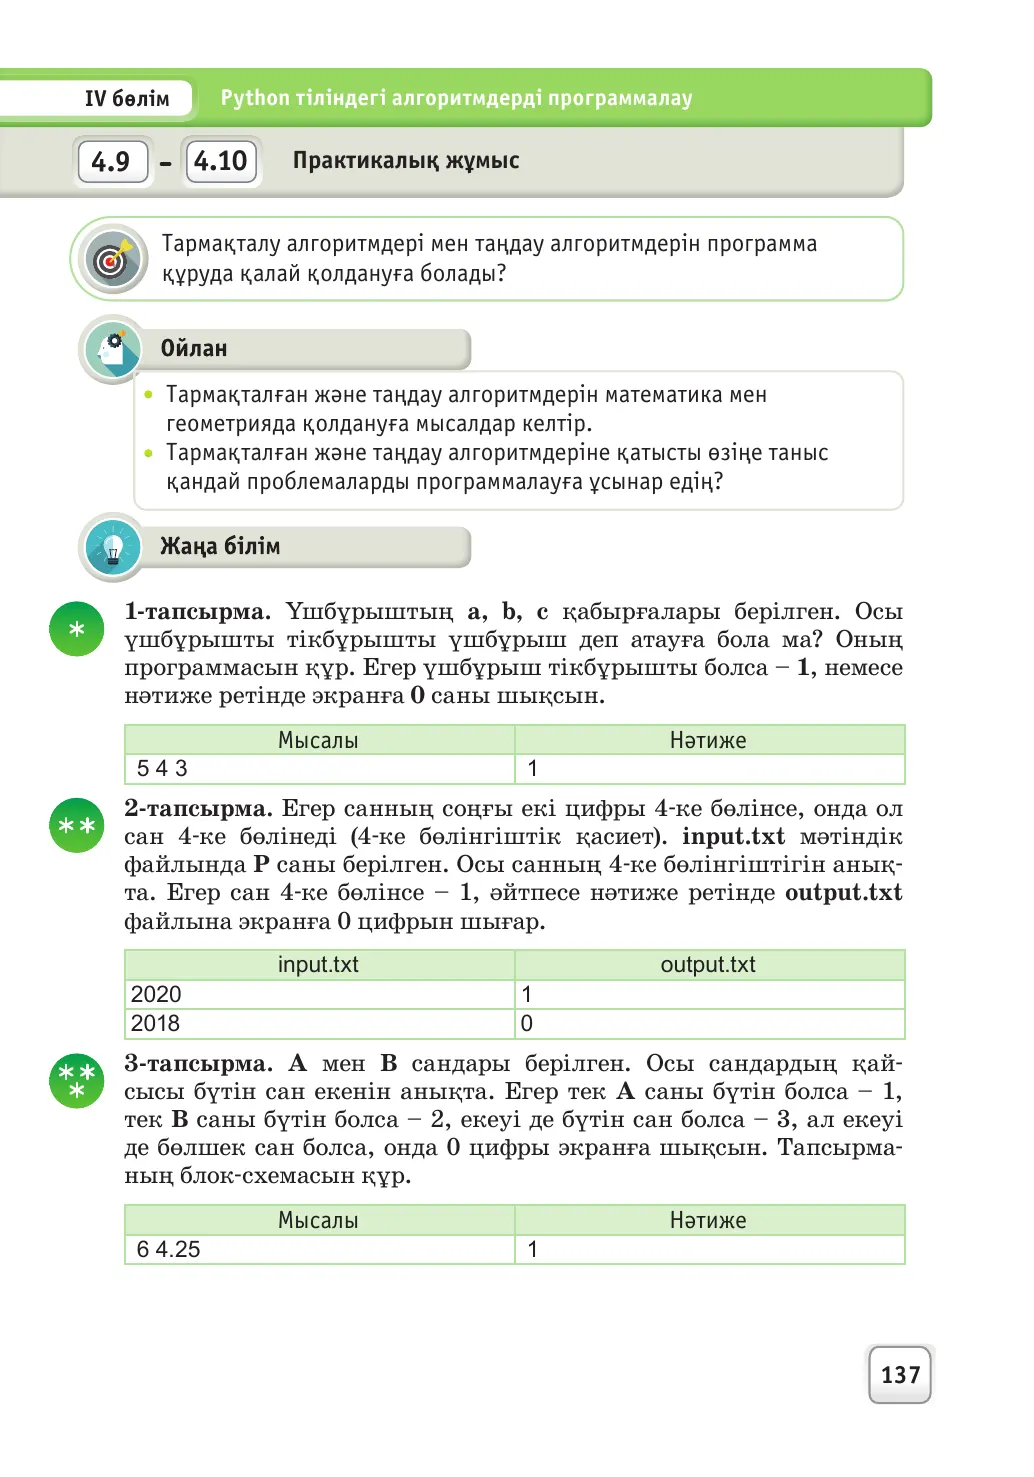 IV бөлім
Python тіліндегі алгоритмдерді программалау
4.9 – 4.10 Практикалық жұмыс
Тармақталу алгоритмдері мен таңдау алгоритмдерін программа
құруда қалай қолдануға болады?
Ойлан
• Тармақталған және таңдау алгоритмдерін математика мен
геометрияда қолдануға мысалдар келтір.
• Тармақталған және таңдау алгоритмдеріне қатысты өзіңе таныс
қандай проблемаларды программалауға ұсынар едің?
Жаңа білім
*
1-тапсырма. Үшбұрыштың a, b, c қабырғалары берілген. Осы
үшбұрышты тікбұрышты үшбұрыш деп атауға бола ма? Оның
программасын құр. Егер үшбұрыш тікбұрышты болса – 1, немесе
нәтиже ретінде экранға 0 саны шықсын.
Мысалы Нәтиже
5 4 3 1
**
2-тапсырма. Егер санның соңғы екі цифры 4-ке бөлінсе, онда ол
сан 4-ке бөлінеді (4-ке бөлінгіштік қасиет). input.txt мәтіндік
файлында P саны берілген. Осы санның 4-ке бөлінгіштігін анық-
та. Егер сан 4-ке бөлінсе – 1, әйтпесе нәтиже ретінде output.txt
файлына экранға 0 цифрын шығар.
input.txt output.txt
2020 1
2018 0
***
3-тапсырма. A мен B сандары берілген. Осы сандардың қай-
сысы бүтін сан екенін анықта. Егер тек A саны бүтін болса – 1,
тек B саны бүтін болса – 2, екеуі де бүтін сан болса – 3, ал екеуі
де бөлшек сан болса, онда 0 цифры экранға шықсын. Тапсырма-
ның блок-схемасын құр.
Мысалы Нәтиже
6 4.25 1
137